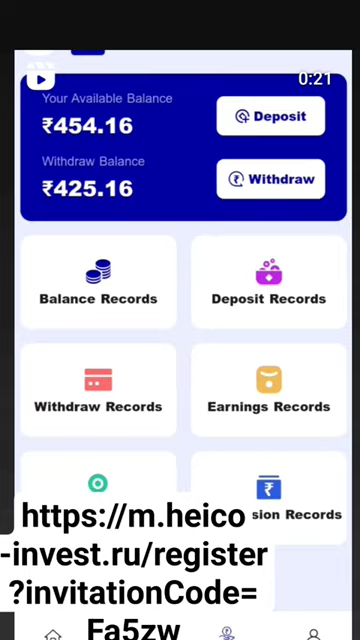 0:21
Your Available Balance
₹454.16
Deposit
Withdraw Balance
₹425.16
Withdraw
Balance Records
Deposit Records
Withdraw Records
Earnings Records
sion Records
https://m.heico
-invest.ru/register
?invitationCode=
Fa5zw